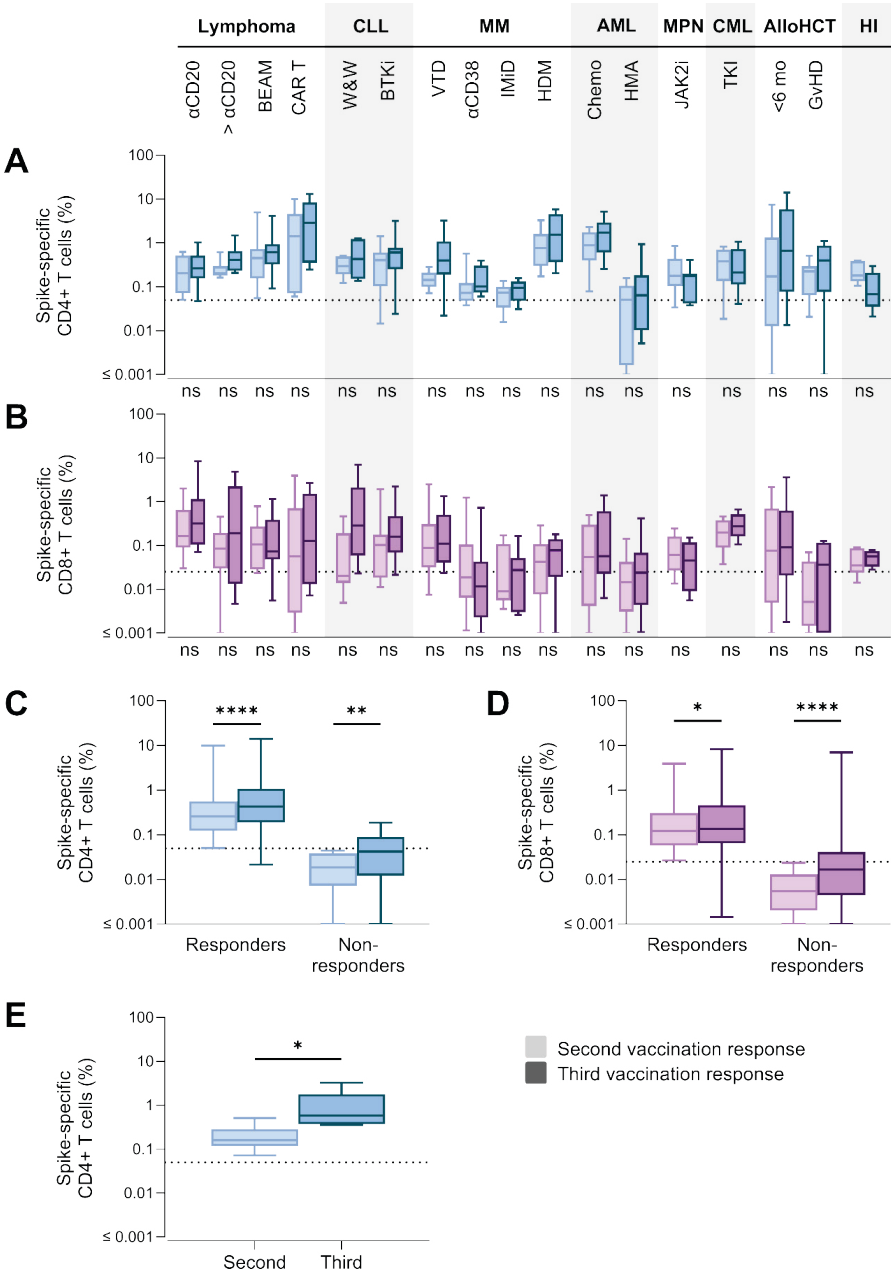 Lymphoma CLL MM AML MPN CML AlloHCT HI
αCD20 > αCD20 BEAM CAR T W&W BTKi VTD αCD38 IMiD HDM Chemo HMA JAK2i TKI <6 mo GvHD
A
Spike-specific
CD4+ T cells (%)
100
10
1
0.1
0.01
≤ 0.001
ns ns ns ns ns ns ns ns ns ns ns ns ns ns ns ns ns
B
Spike-specific
CD8+ T cells (%)
100
10
1
0.1
0.01
≤ 0.001
ns ns ns ns ns ns ns ns ns ns ns ns ns ns ns ns ns
C
Spike-specific
CD4+ T cells (%)
100
10
1
0.1
0.01
≤ 0.001
**** **
Responders Non-
responders
D
Spike-specific
CD8+ T cells (%)
100
10
1
0.1
0.01
≤ 0.001
* ****
Responders Non-
responders
E
Spike-specific
CD4+ T cells (%)
100
10
1
0.1
0.01
≤ 0.001
*
Second Third
Second vaccination response
Third vaccination response